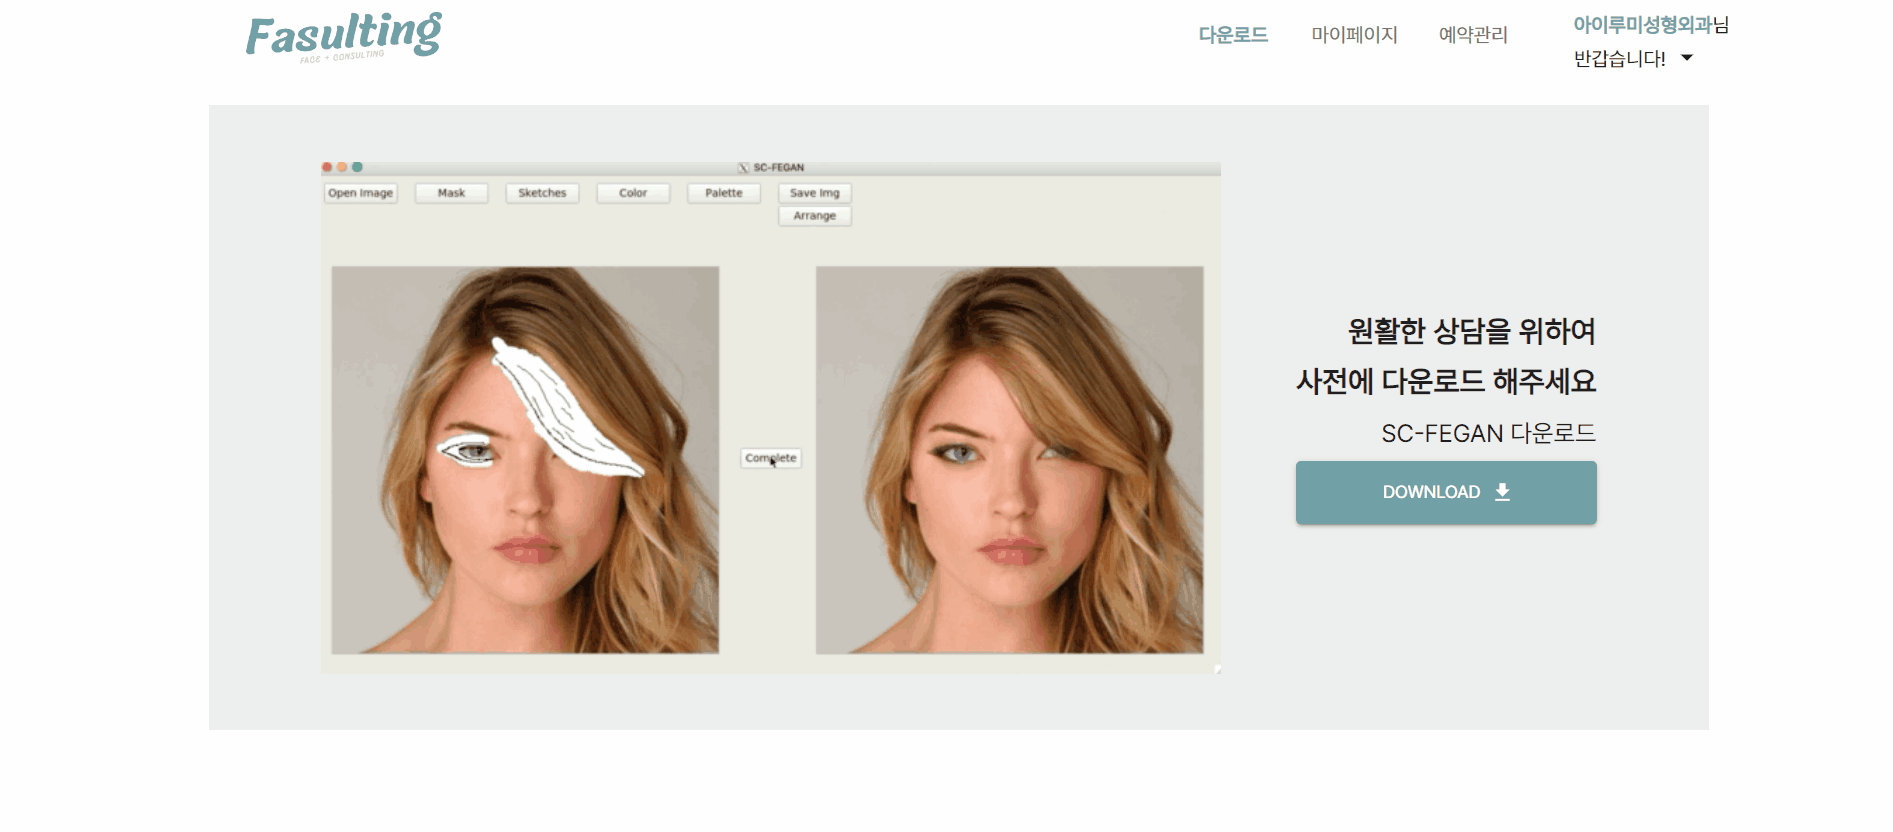 Fasulting
FACE + CONSULTING
다운로드 마이페이지 예약관리
아이루미성형외과님
반갑습니다!
SC-FEGAN
Open Image Mask Sketches Color Palette Save Img
Arrange
Complete
원활한 상담을 위하여
사전에 다운로드 해주세요
SC-FEGAN 다운로드
DOWNLOAD